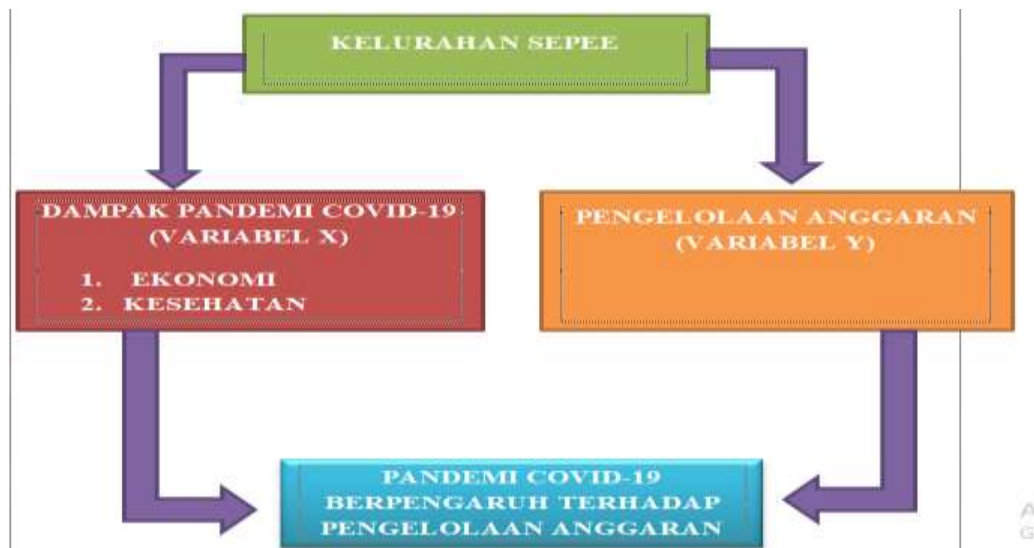 KELURAHAN SEPEE
DAMPAK PANDEMI COVID-19
(VARIABEL X)
1. EKONOMI
2. KESEHATAN
PENGELOLAAN ANGGARAN
(VARIABEL Y)
PANDEMI COVID-19
BERPENGARUH TERHADAP
PENGELOLAAN ANGGARAN